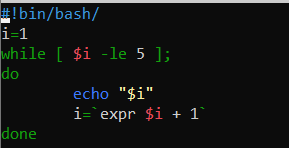 #!bin/bash/
i=1
while [ $i -le 5 ];
do
        echo "$i"
        i=`expr $i + 1`
done